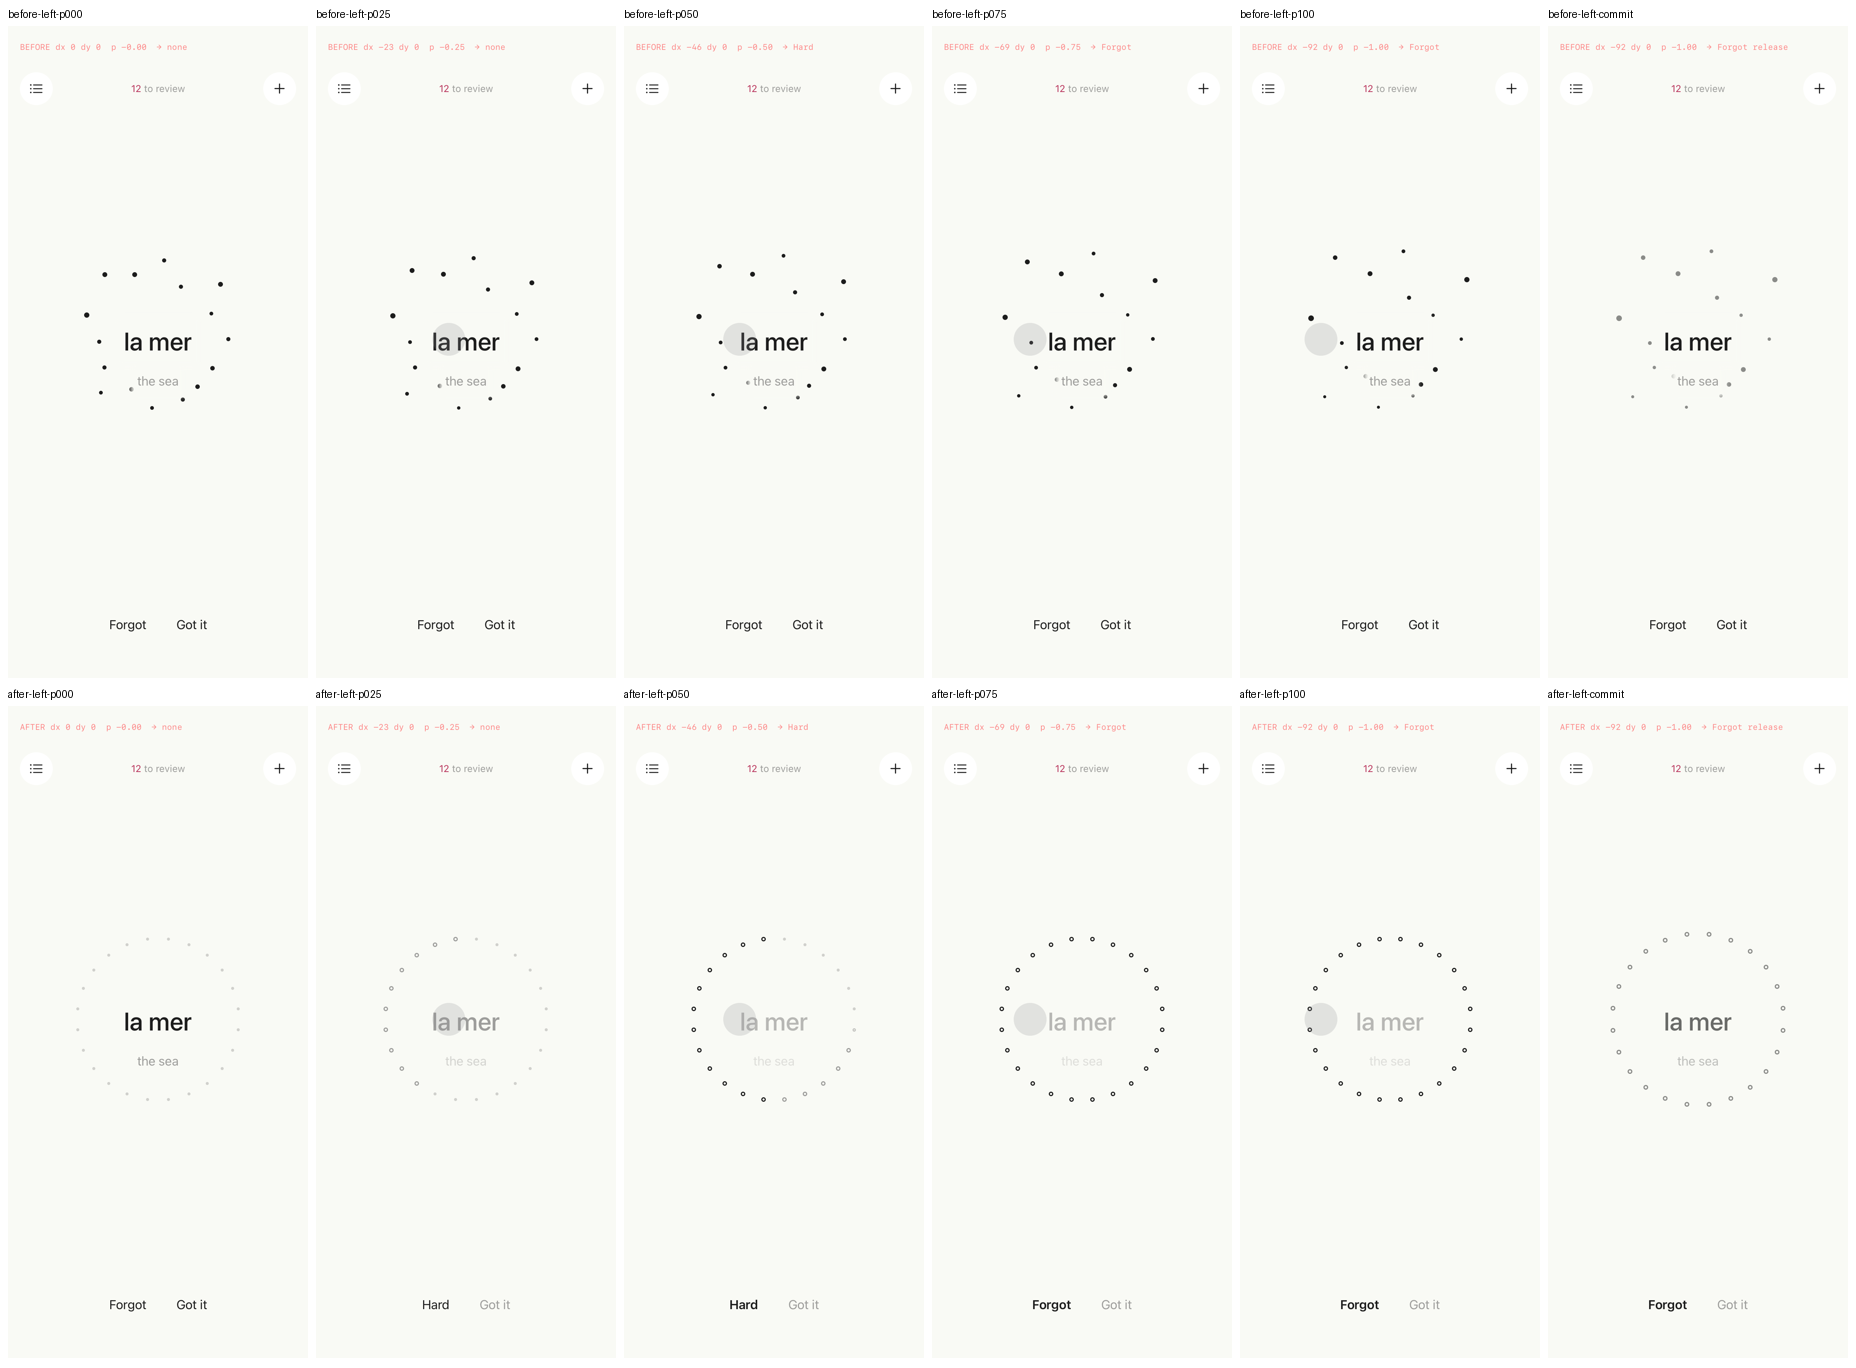 before-left-p000
BEFORE dx 0 dy 0 p −0.00 → none
12 to review
la mer
the sea
Forgot Got it
before-left-p025
BEFORE dx −23 dy 0 p −0.25 → none
12 to review
la mer
the sea
Forgot Got it
before-left-p050
BEFORE dx −46 dy 0 p −0.50 → Hard
12 to review
la mer
the sea
Forgot Got it
before-left-p075
BEFORE dx −69 dy 0 p −0.75 → Forgot
12 to review
la mer
the sea
Forgot Got it
before-left-p100
BEFORE dx −92 dy 0 p −1.00 → Forgot
12 to review
la mer
the sea
Forgot Got it
before-left-commit
BEFORE dx −92 dy 0 p −1.00 → Forgot release
12 to review
la mer
the sea
Forgot Got it
after-left-p000
AFTER dx 0 dy 0 p −0.00 → none
12 to review
la mer
the sea
Forgot Got it
after-left-p025
AFTER dx −23 dy 0 p −0.25 → none
12 to review
la mer
the sea
Hard Got it
after-left-p050
AFTER dx −46 dy 0 p −0.50 → Hard
12 to review
la mer
the sea
Hard Got it
after-left-p075
AFTER dx −69 dy 0 p −0.75 → Forgot
12 to review
la mer
the sea
Forgot Got it
after-left-p100
AFTER dx −92 dy 0 p −1.00 → Forgot
12 to review
la mer
the sea
Forgot Got it
after-left-commit
AFTER dx −92 dy 0 p −1.00 → Forgot release
12 to review
la mer
the sea
Forgot Got it